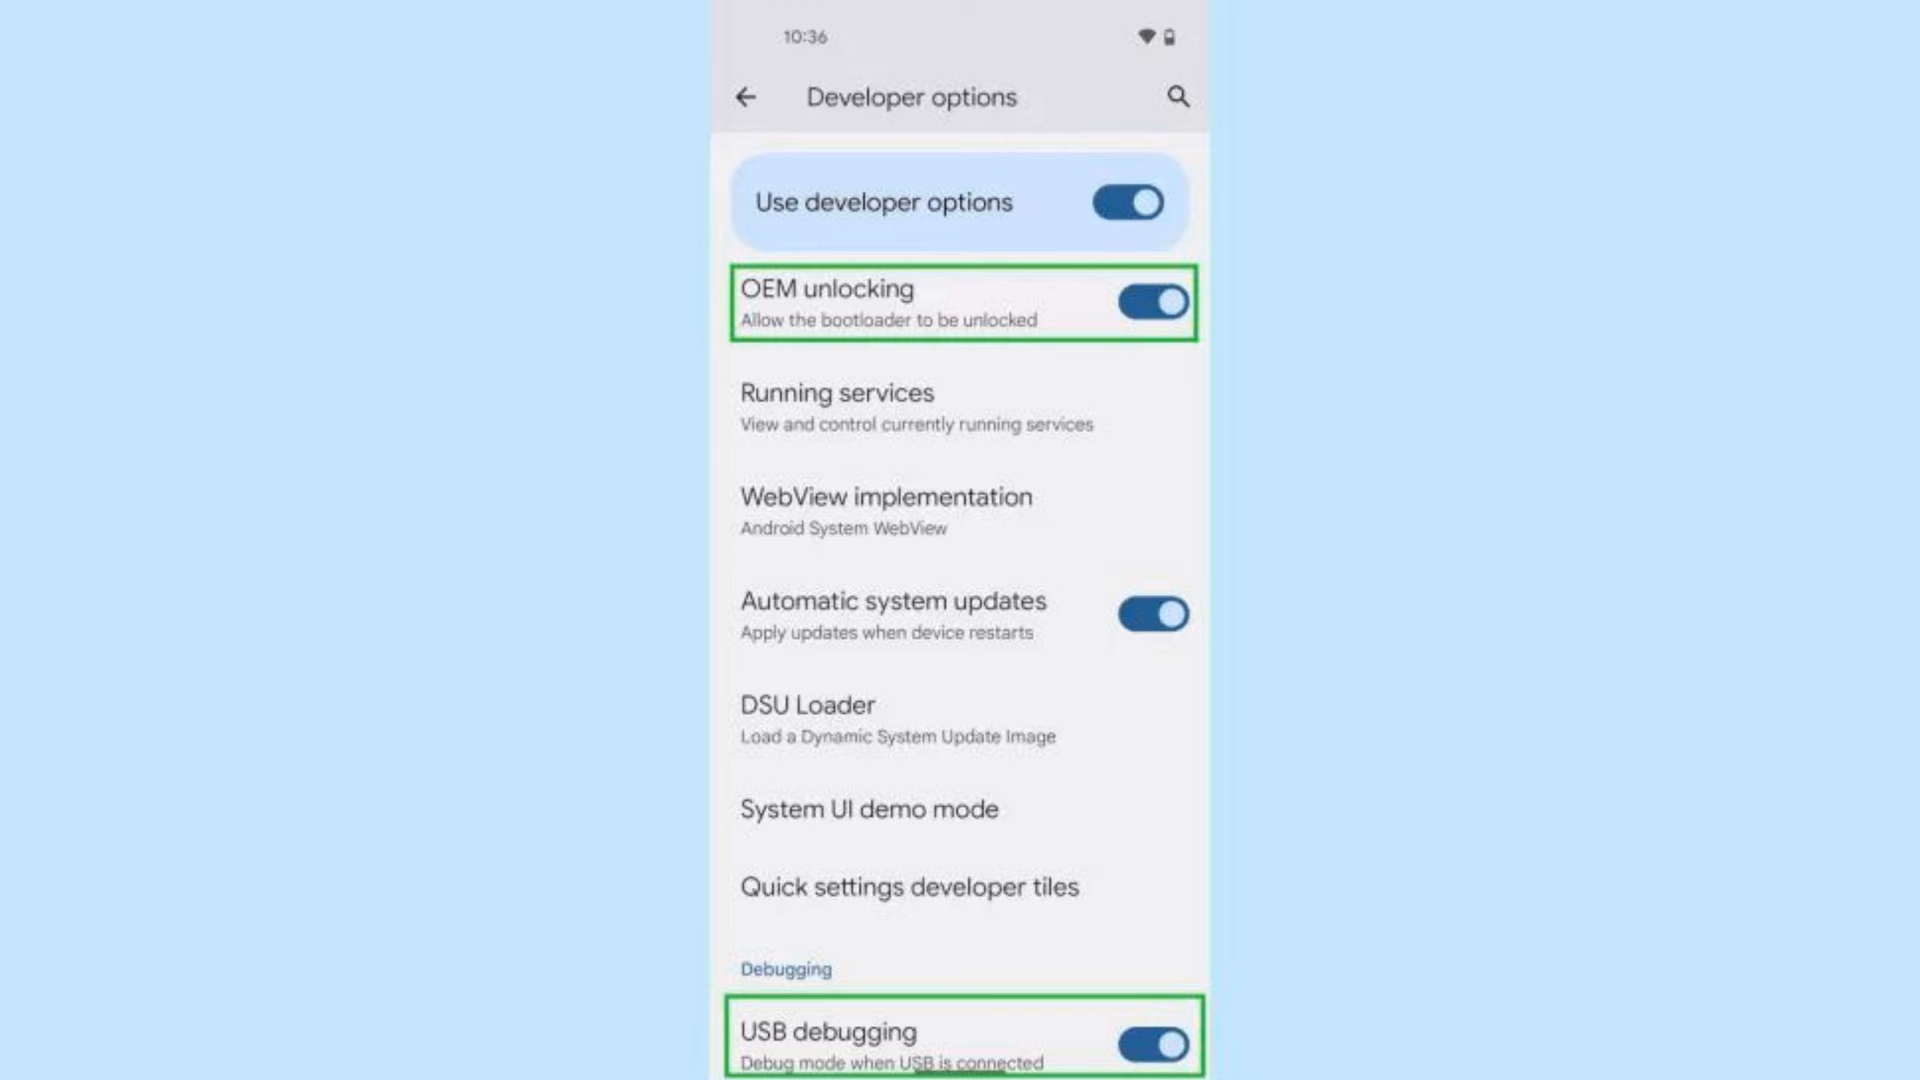 10:36
Developer options
Use developer options
OEM unlocking
Allow the bootloader to be unlocked
Running services
View and control currently running services
WebView implementation
Android System WebView
Automatic system updates
Apply updates when device restarts
DSU Loader
Load a Dynamic System Update Image
System UI demo mode
Quick settings developer tiles
Debugging
USB debugging
Debug mode when USB is connected